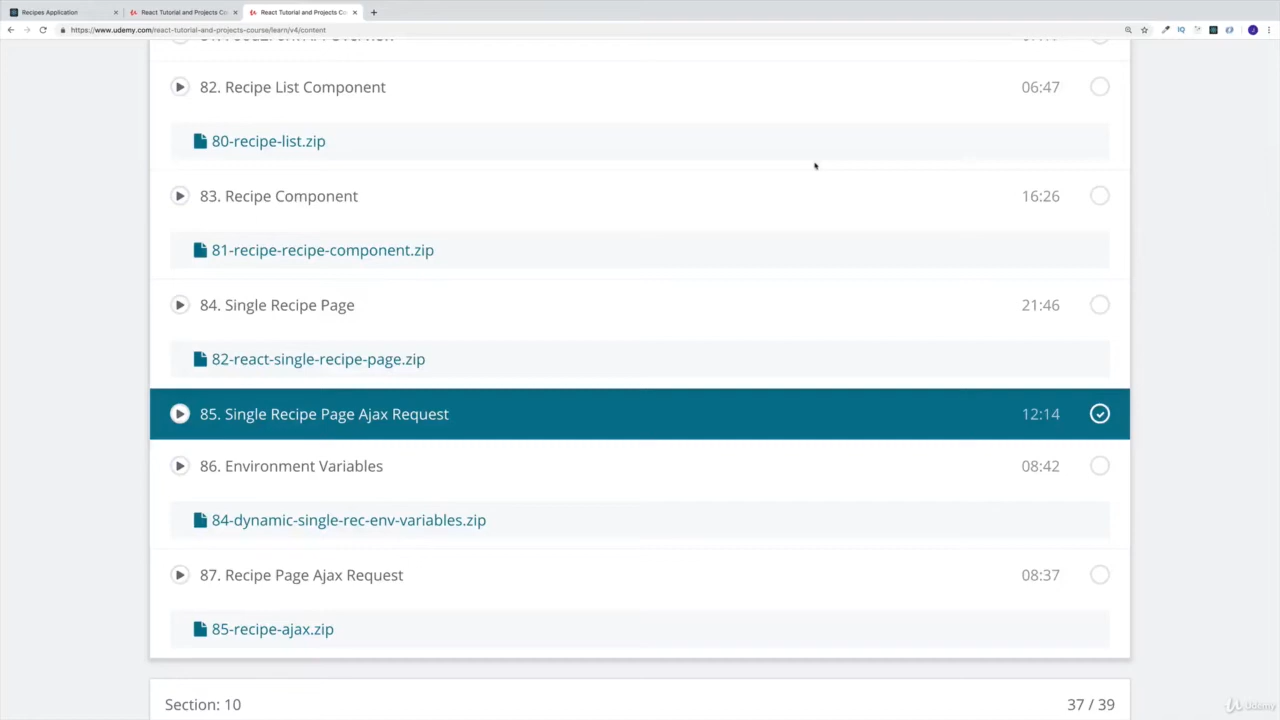 Recipes Application
React Tutorial and Projects Co
React Tutorial and Projects Co
https://www.udemy.com/react-tutorial-and-projects-course/learn/v4/content
82. Recipe List Component 06:47
80-recipe-list.zip
83. Recipe Component 16:26
81-recipe-recipe-component.zip
84. Single Recipe Page 21:46
82-react-single-recipe-page.zip
85. Single Recipe Page Ajax Request 12:14
86. Environment Variables 08:42
84-dynamic-single-rec-env-variables.zip
87. Recipe Page Ajax Request 08:37
85-recipe-ajax.zip
Section: 10 37 / 39
Udemy